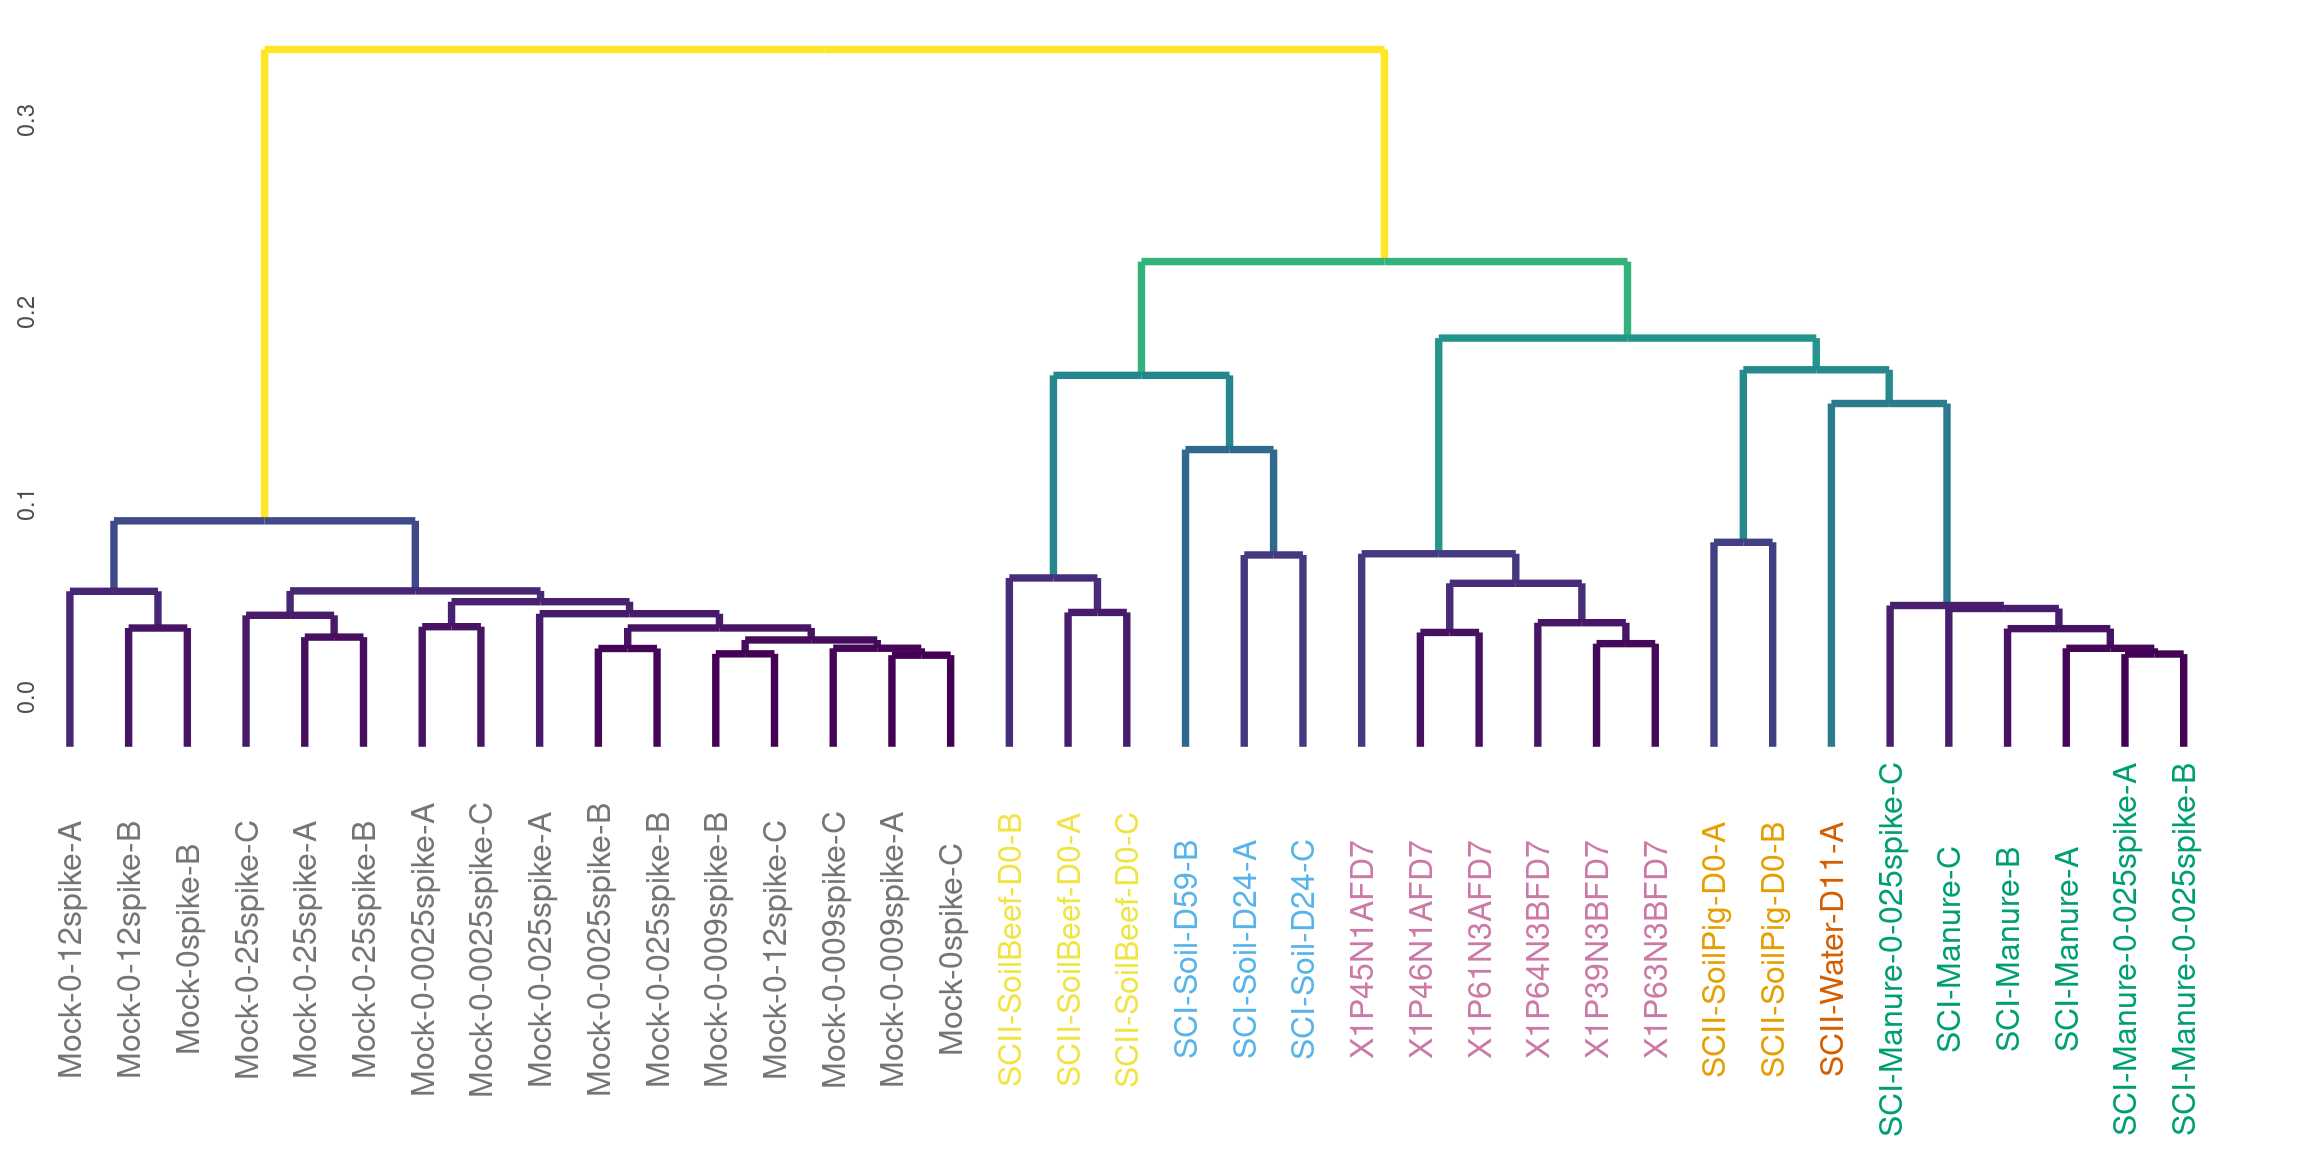 0.3
0.2
0.1
0.0
Mock-0-12spike-A
Mock-0-12spike-B
Mock-0spike-B
Mock-0-25spike-C
Mock-0-25spike-A
Mock-0-25spike-B
Mock-0-0025spike-A
Mock-0-0025spike-C
Mock-0-025spike-A
Mock-0-0025spike-B
Mock-0-025spike-B
Mock-0-009spike-B
Mock-0-12spike-C
Mock-0-009spike-C
Mock-0-009spike-A
Mock-0spike-C
SCII-SoilBeef-D0-B
SCII-SoilBeef-D0-A
SCII-SoilBeef-D0-C
SCI-Soil-D59-B
SCI-Soil-D24-A
SCI-Soil-D24-C
X1P45N1AFD7
X1P46N1AFD7
X1P61N3AFD7
X1P64N3BFD7
X1P39N3BFD7
X1P63N3BFD7
SCII-SoilPig-D0-A
SCII-SoilPig-D0-B
SCII-Water-D11-A
SCI-Manure-0-025spike-C
SCI-Manure-C
SCI-Manure-B
SCI-Manure-A
SCI-Manure-0-025spike-A
SCI-Manure-0-025spike-B